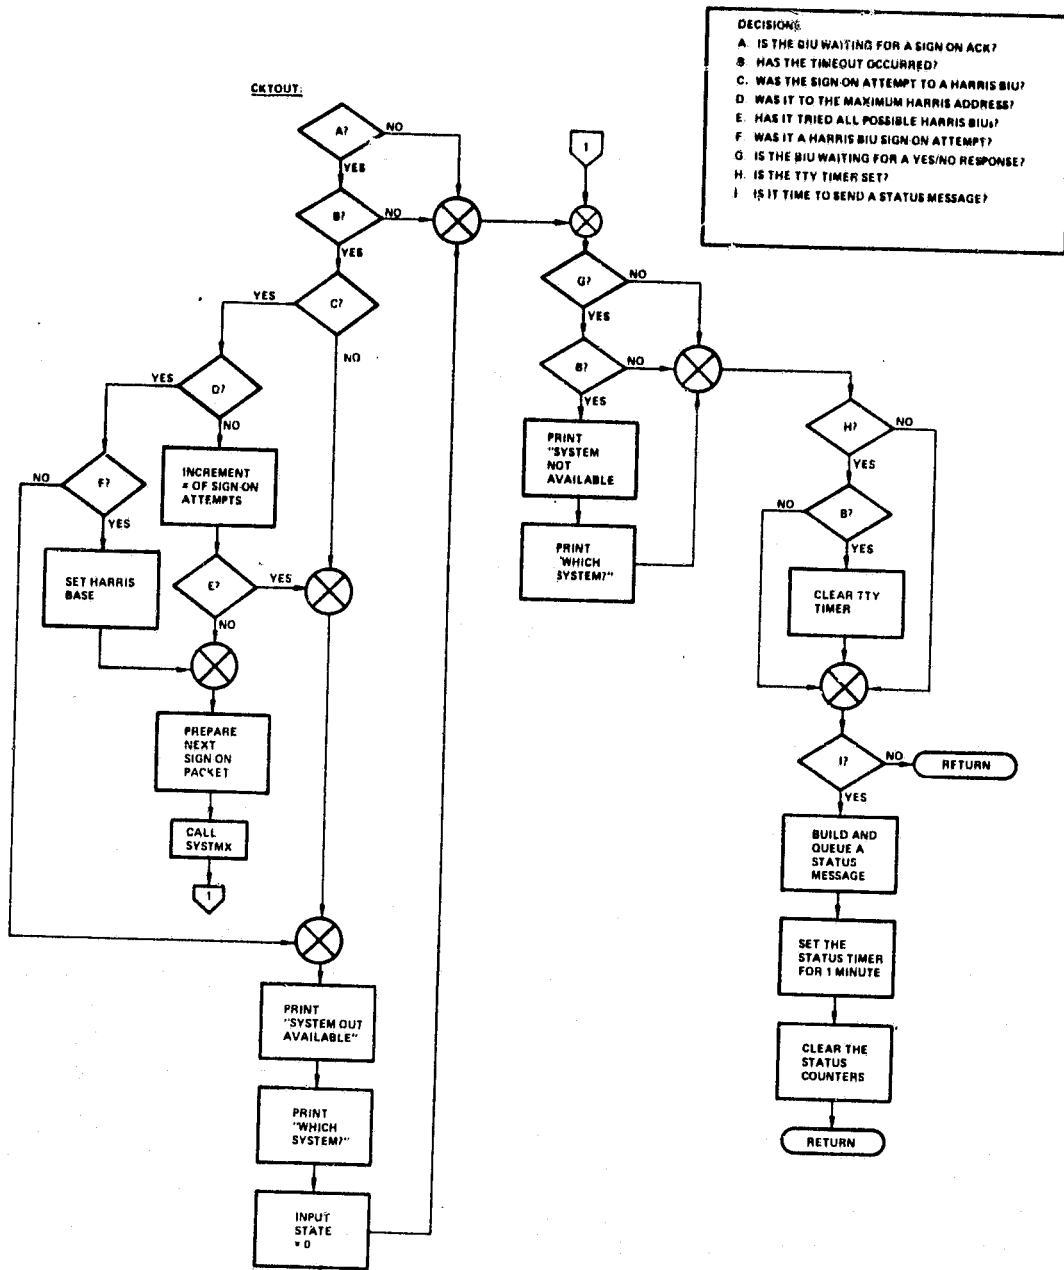 DECISIONS
A. IS THE BIU WAITING FOR A SIGN ON ACK?
B. HAS THE TIMEOUT OCCURRED?
C. WAS THE SIGN-ON ATTEMPT TO A HARRIS BIU?
D. WAS IT TO THE MAXIMUM HARRIS ADDRESS?
E. HAS IT TRIED ALL POSSIBLE HARRIS BIUs?
F. WAS IT A HARRIS BIU SIGN-ON ATTEMPT?
G. IS THE BIU WAITING FOR A YES/NO RESPONSE?
H. IS THE TTY TIMER SET?
I. IS IT TIME TO SEND A STATUS MESSAGE?
CKTOUT:
A?
NO
YES
B?
NO
YES
C?
YES
NO
D?
YES
NO
F?
NO
YES
INCREMENT
# OF SIGN-ON
ATTEMPTS
SET HARRIS
BASE
E?
YES
NO
PREPARE
NEXT
SIGN ON
PACKET
CALL
SYSTMX
1
PRINT
"SYSTEM OUT
AVAILABLE"
PRINT
"WHICH
SYSTEM?"
INPUT
STATE
= 0
1
G?
NO
YES
B?
NO
YES
PRINT
"SYSTEM
NOT
AVAILABLE
PRINT
"WHICH
SYSTEM?"
H?
NO
YES
B?
NO
YES
CLEAR TTY
TIMER
I?
NO
RETURN
YES
BUILD AND
QUEUE A
STATUS
MESSAGE
SET THE
STATUS TIMER
FOR 1 MINUTE
CLEAR THE
STATUS
COUNTERS
RETURN